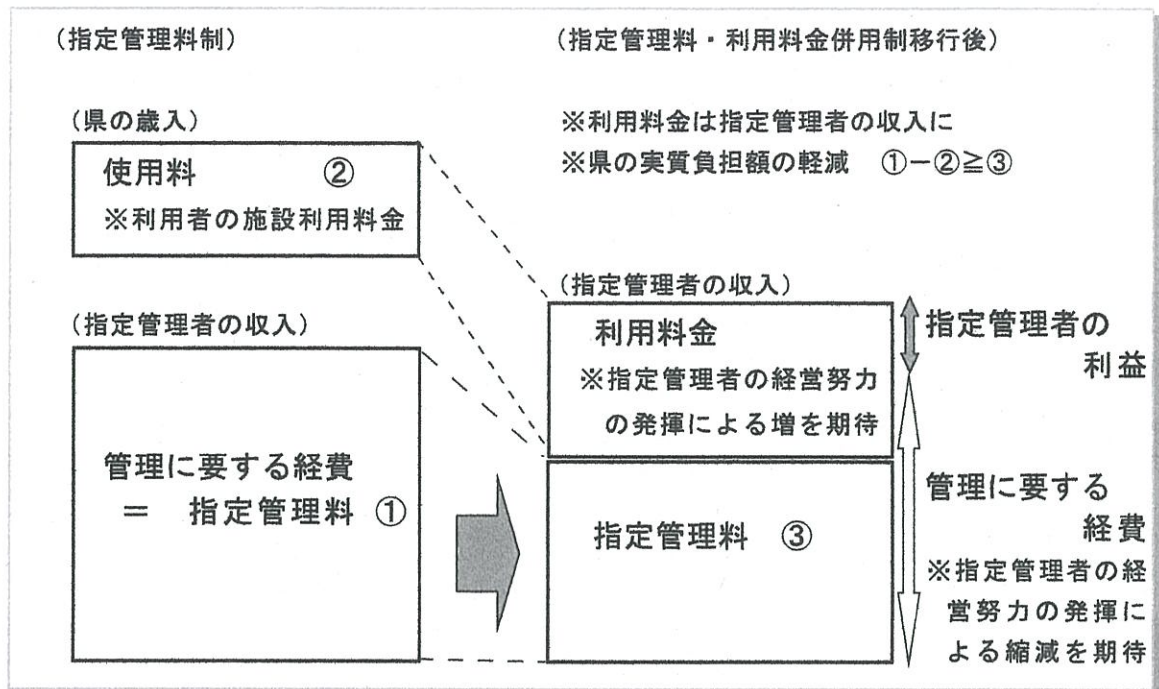 （指定管理料制）
（県の歳入）
使用料　②
※利用者の施設利用料金
（指定管理者の収入）
管理に要する経費
＝　指定管理料　①
（指定管理料・利用料金併用制移行後）
※利用料金は指定管理者の収入に
※県の実質負担額の軽減　①－②≧③
（指定管理者の収入）
利用料金
※指定管理者の経営努力
の発揮による増を期待
指定管理料　③
指定管理者の
利益
管理に要する
経費
※指定管理者の経
営努力の発揮に
よる縮減を期待